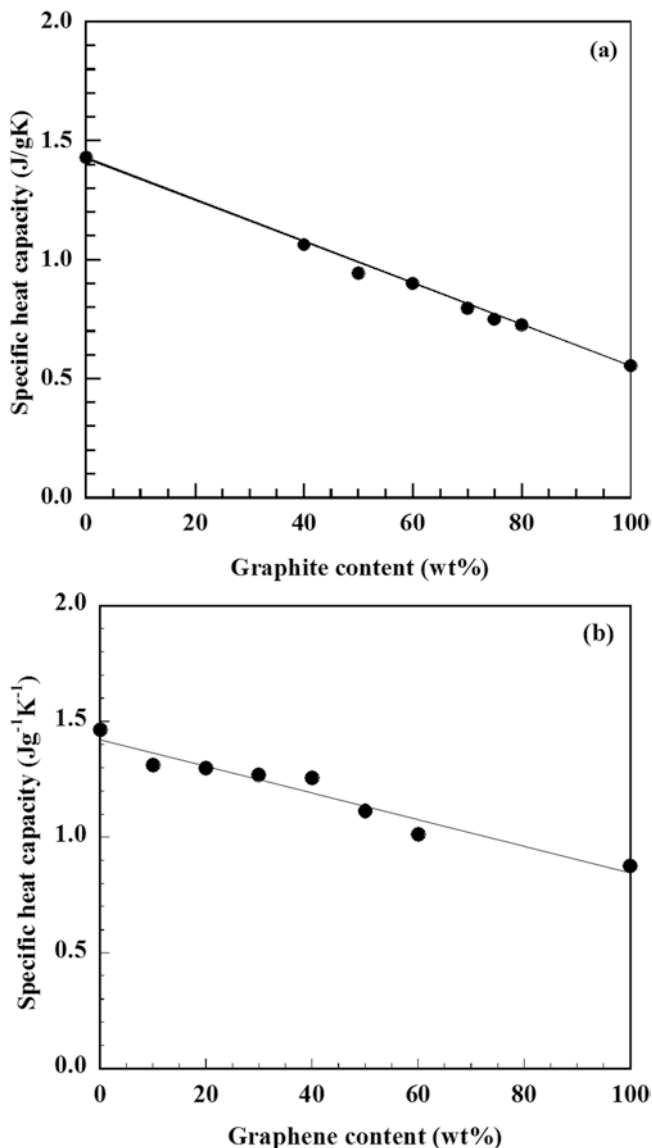 (a)
Specific heat capacity (J/gK)
2.0
1.5
1.0
0.5
0.0
0 20 40 60 80 100
Graphite content (wt%)
(b)
Specific heat capacity (Jg⁻¹K⁻¹)
2.0
1.5
1.0
0.5
0.0
0 20 40 60 80 100
Graphene content (wt%)